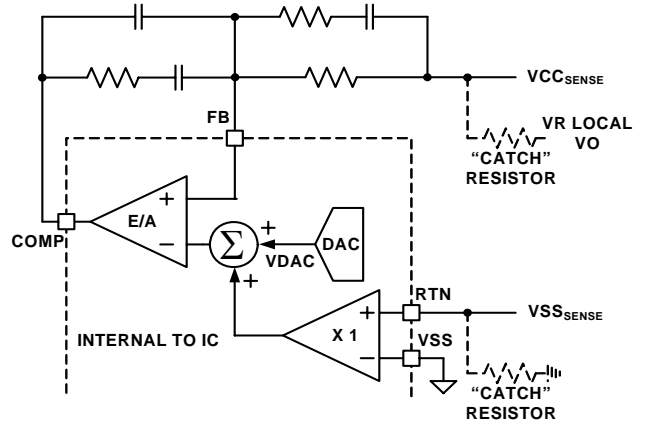 VCCSENSE
FB
VR LOCAL
VO
“CATCH”
RESISTOR
E/A
+
−
COMP
Σ
+
+
DAC
VDAC
RTN
VSSSENSE
INTERNAL TO IC
X 1
+
−
VSS
“CATCH”
RESISTOR